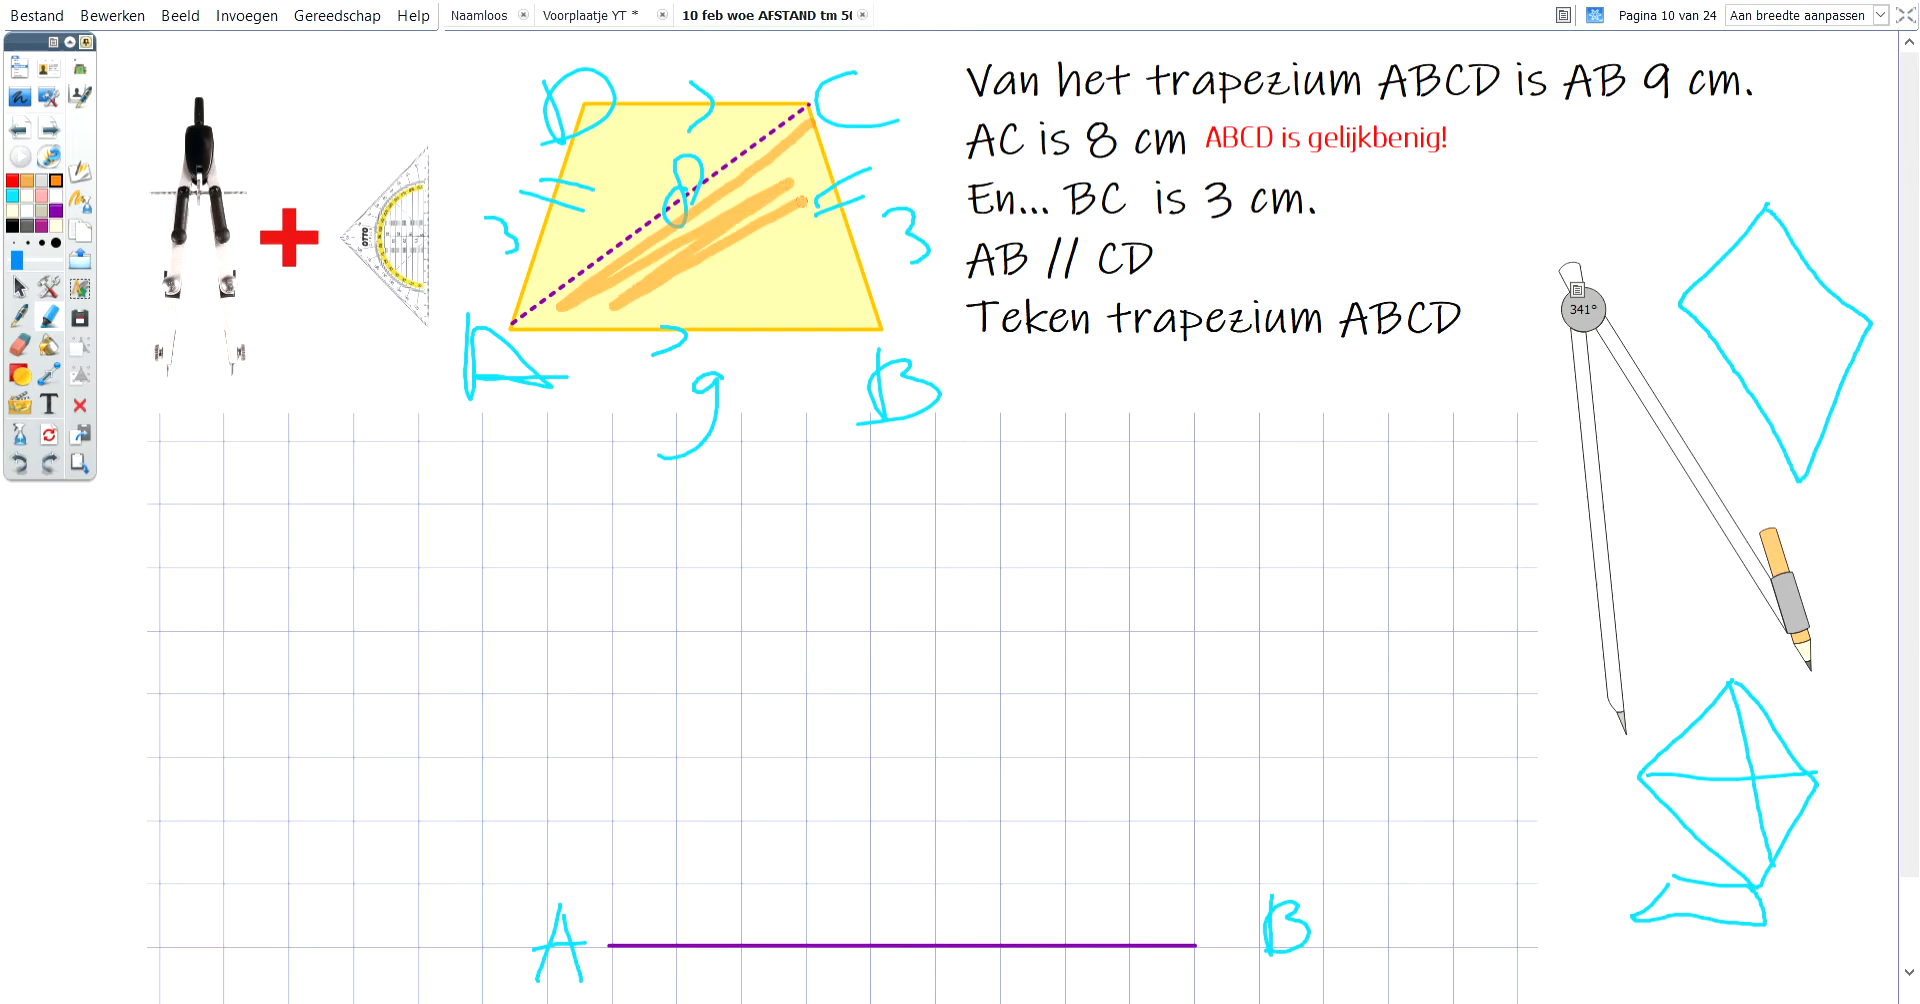 Bestand Bewerken Beeld Invoegen Gereedschap Help
Naamloos
Voorplaatje YT *
10 feb woe AFSTAND tm 5
Pagina 10 van 24
Aan breedte aanpassen
Van het trapezium ABCD is AB 9 cm.
AC is 8 cm ABCD is gelijkbenig!
En... BC is 3 cm.
AB // CD
Teken trapezium ABCD
D
C
8
3
3
A
9
B
OTTO
341°
T
A
B